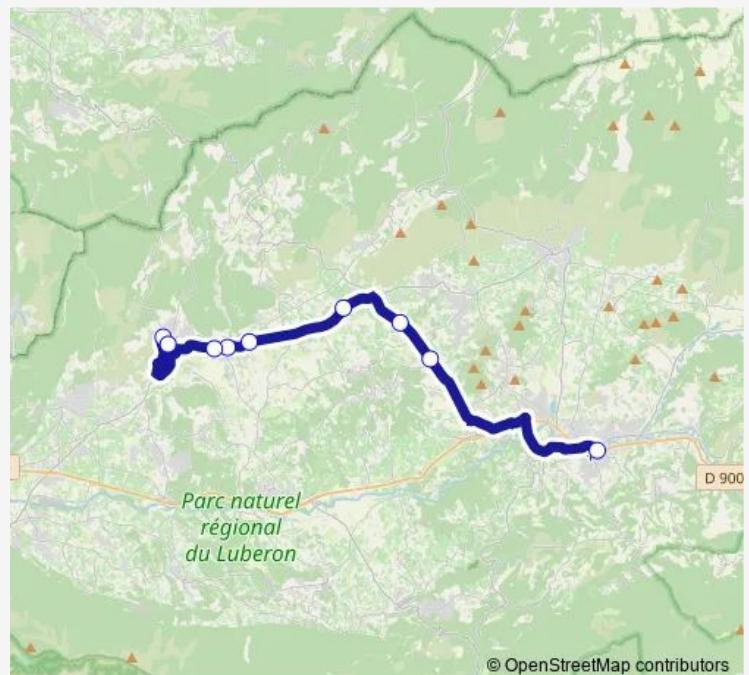 D 900
Parc naturel
régional
du Luberon
© OpenStreetMap contributors